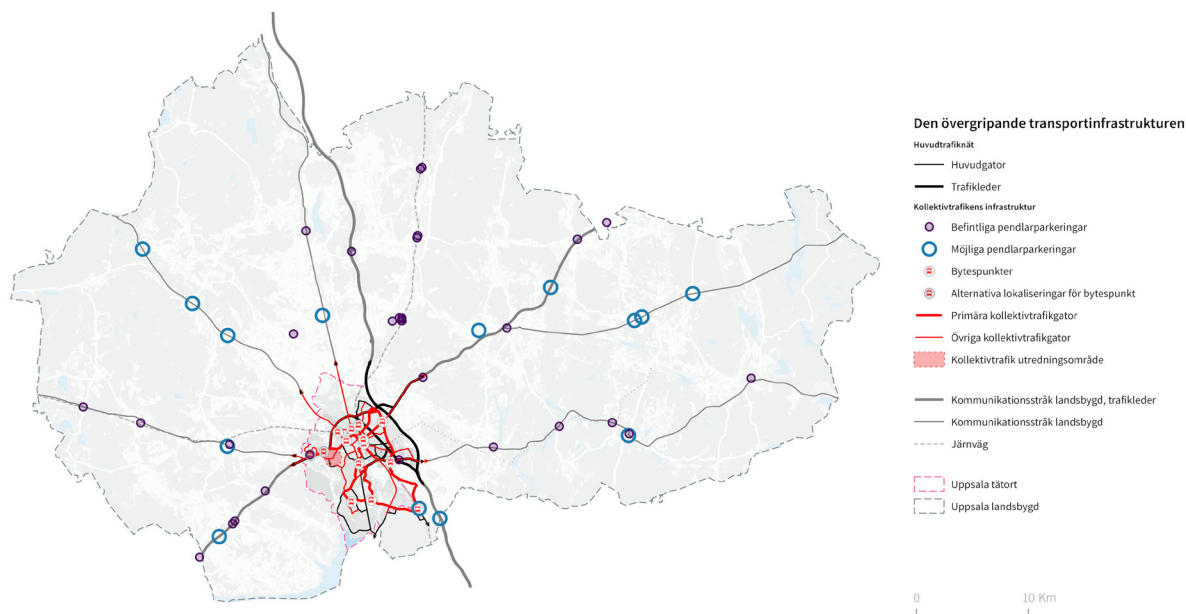 Den övergripande transportinfrastrukturen
Huvudtrafiknät
Huvudgator
Trafikleder
Kollektivtrafikens infrastruktur
Befintliga pendlarparkeringar
Möjliga pendlarparkeringar
Bytespunkter
Alternativa lokaliseringar för bytespunkt
Primära kollektivtrafikgator
Övriga kollektivtrafikgator
Kollektivtrafik utredningsområde
Kommunikationsstråk landsbygd, trafikleder
Kommunikationsstråk landsbygd
Järnväg
Uppsala tätort
Uppsala landsbygd
0 10 Km